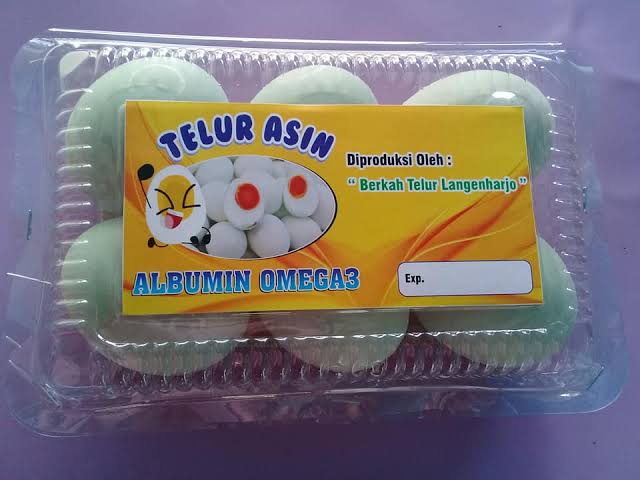 TELUR ASIN
Diproduksi Oleh :
“ Berkah Telur Langenharjo ”
ALBUMIN OMEGA3
Exp.